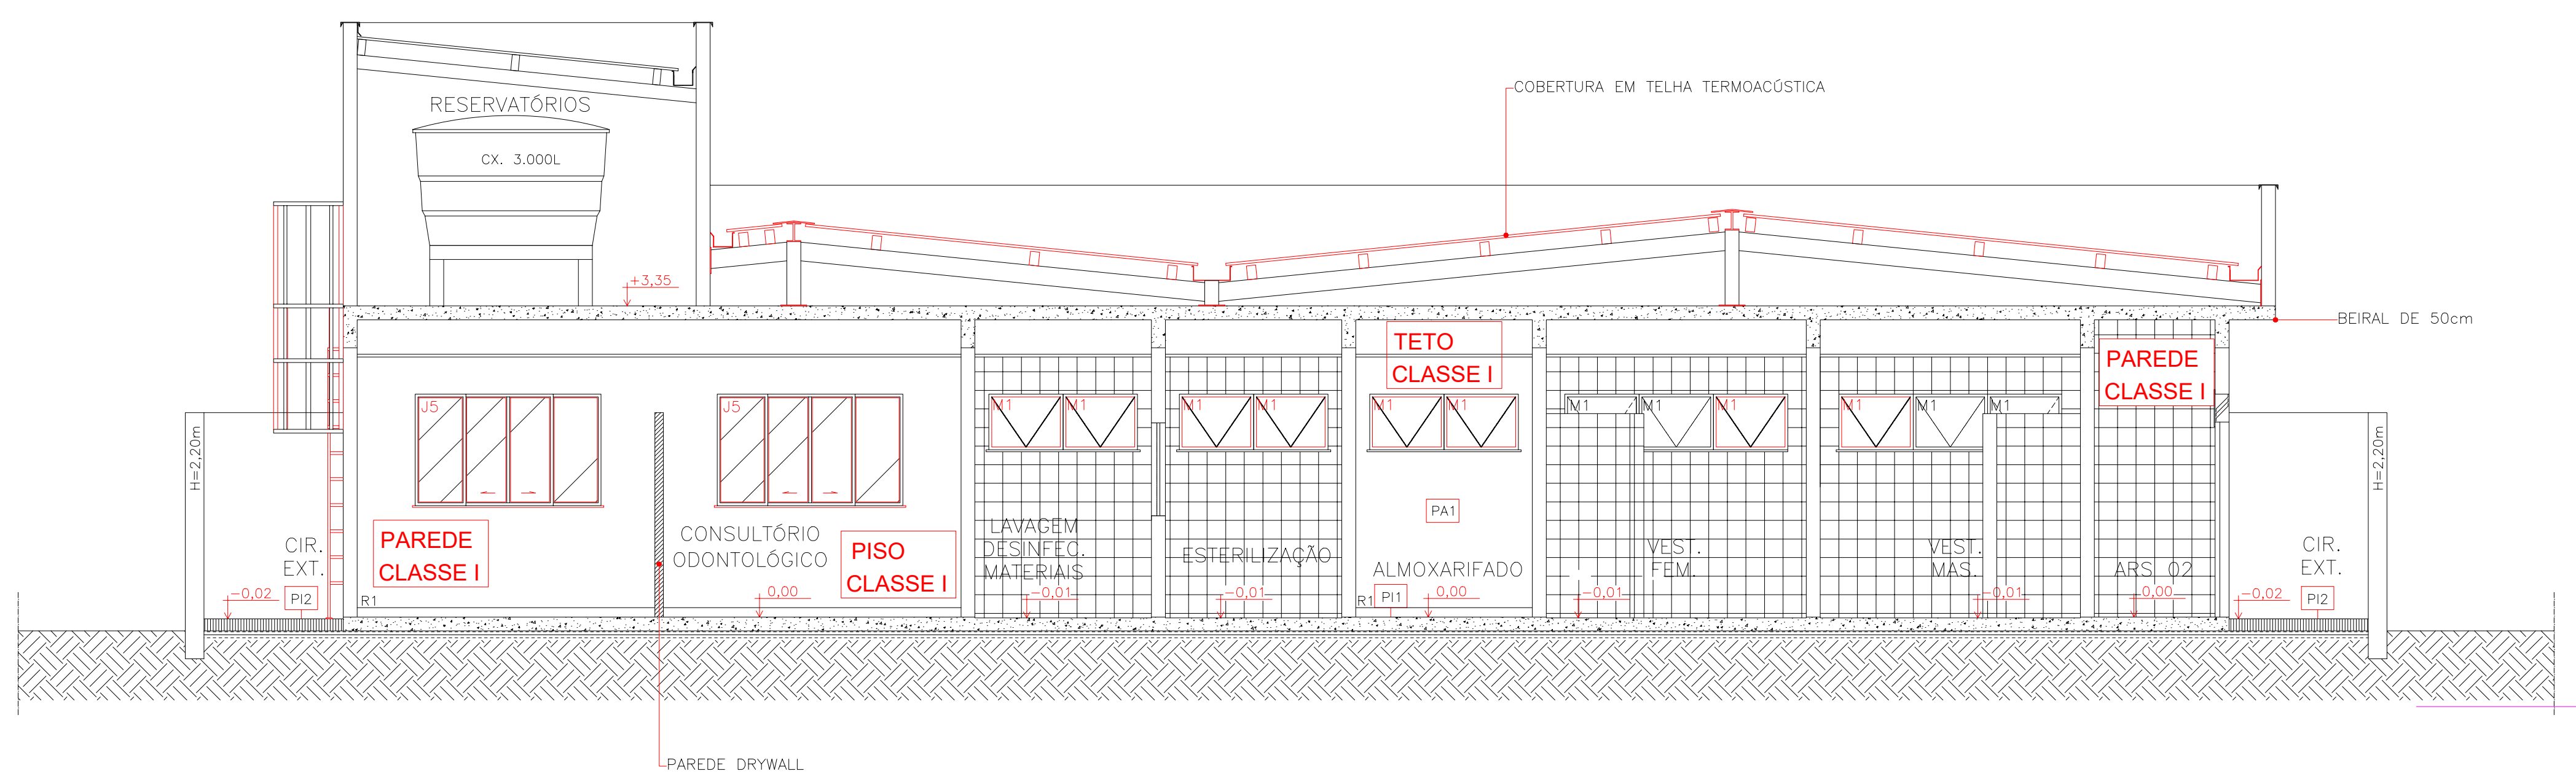 COBERTURA EM TELHA TERMOACÚSTICA
RESERVATÓRIOS
CX. 3.000L
+3,35
BEIRAL DE 50cm
TETO
CLASSE I
PAREDE
CLASSE I
J5
J5
M1
M1
M1
M1
M1
M1
M1
M1
M1
M1
M1
M1
H=2,20m
H=2,20m
PA1
PAREDE
CLASSE I
CONSULTÓRIO
ODONTOLÓGICO
PISO
CLASSE I
LAVAGEM
DESINFEC.
MATERIAIS
ESTERILIZAÇÃO
ALMOXARIFADO
VEST.
FEM.
VEST.
MAS.
ARS 02
CIR.
EXT.
CIR.
EXT.
-0,02
PI2
R1
0,00
-0,01
-0,01
R1
PI1
0,00
-0,01
-0,01
0,00
-0,02
PI2
PAREDE DRYWALL